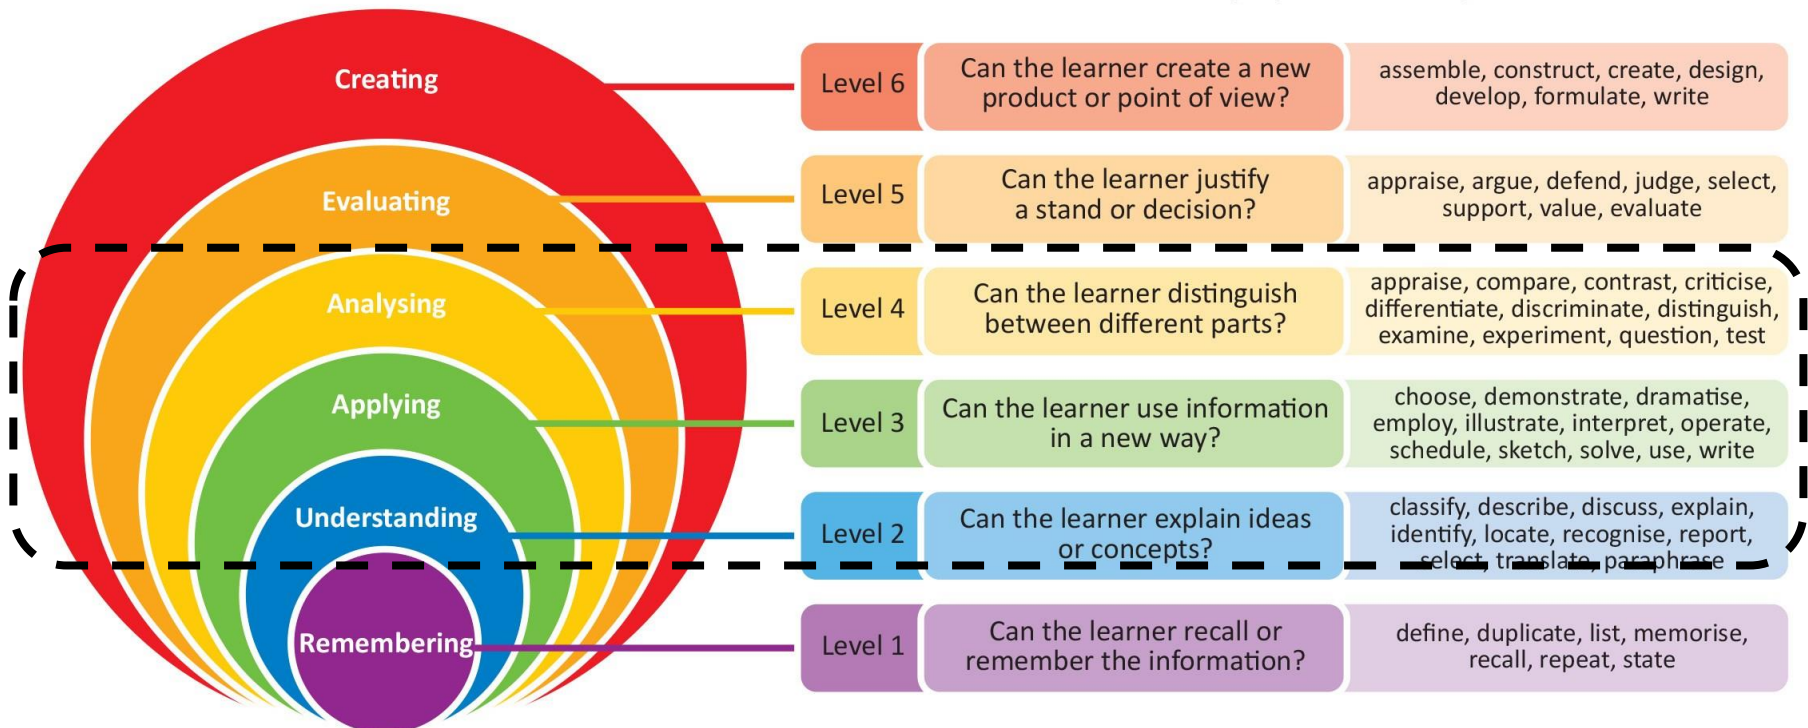 Creating
Evaluating
Analysing
Applying
Understanding
Remembering
Level 6
Can the learner create a new
product or point of view?
assemble, construct, create, design,
develop, formulate, write
Level 5
Can the learner justify
a stand or decision?
appraise, argue, defend, judge, select,
support, value, evaluate
Level 4
Can the learner distinguish
between different parts?
appraise, compare, contrast, criticise,
differentiate, discriminate, distinguish,
examine, experiment, question, test
Level 3
Can the learner use information
in a new way?
choose, demonstrate, dramatise,
employ, illustrate, interpret, operate,
schedule, sketch, solve, use, write
Level 2
Can the learner explain ideas
or concepts?
classify, describe, discuss, explain,
identify, locate, recognise, report,
select, translate, paraphrase
Level 1
Can the learner recall or
remember the information?
define, duplicate, list, memorise,
recall, repeat, state